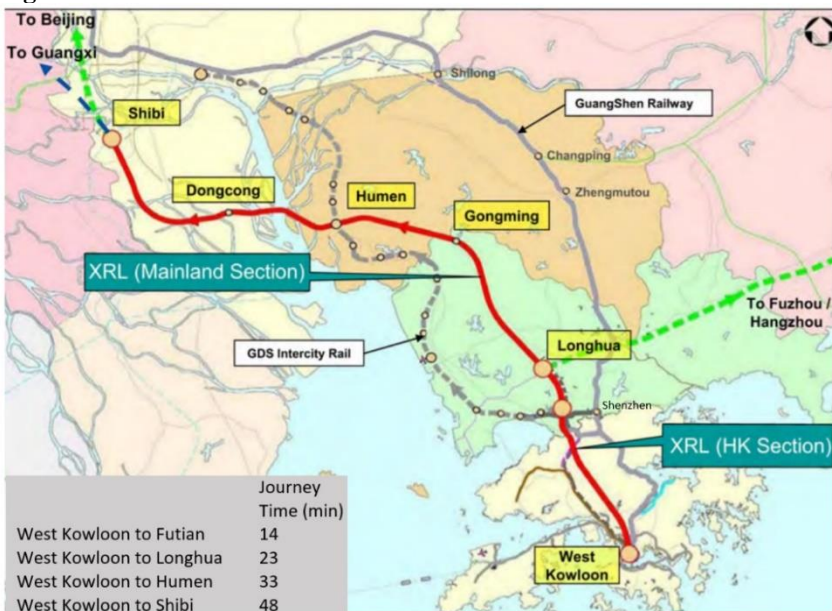 To Beijing
To Guangxi
Shibi
Shilong
GuangShen Railway
Changping
Zhengmutou
Dongcong
Humen
Gongming
XRL (Mainland Section)
To Fuzhou /
Hangzhou
GDS Intercity Rail
Longhua
Shenzhen
XRL (HK Section)
West
Kowloon
Journey
Time (min)
West Kowloon to Futian 14
West Kowloon to Longhua 23
West Kowloon to Humen 33
West Kowloon to Shibi 48